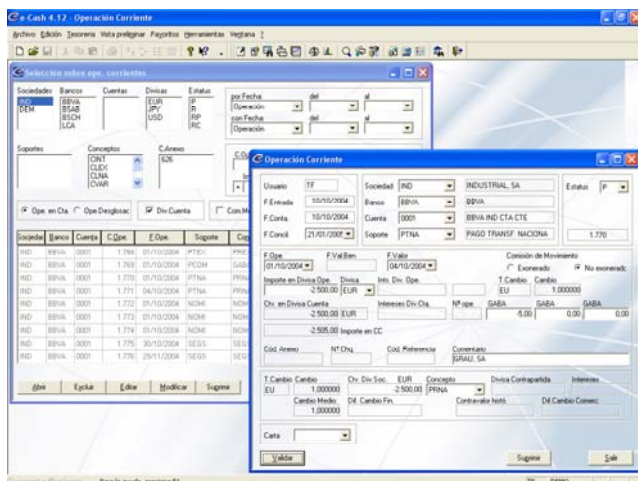 e-Cash 4.12 - Operación Corriente
Archivo Edición Tesorería Vista preliminar Favoritos Herramientas Ventana ?
Selección sobre ope. corrientes
Sociedades Bancos Cuentas Divisas Estatus
IND BBVA EUR P
DEM BSAB JPY R
BSCH USD RP
LCA RC
por Fecha del al
Operación
con Fecha del al
Operación
Soportes Conceptos C.Anexo
CINT 626
CLEX
CLNA
CVAR
Ope. en Cta. Ope Desglosac Div.Cuenta
Sociedad Banco Cuenta C.Ope. F.Ope. Soporte
IND BBVA 0001 1.768 01/10/2004 PTEX
IND BBVA 0001 1.769 01/10/2004 PCOM
IND BBVA 0001 1.770 01/10/2004 PTNA
IND BBVA 0001 1.771 04/10/2004 PTNA
IND BBVA 0001 1.772 01/10/2004 NOMI
IND BBVA 0001 1.773 01/10/2004 NOMI
IND BBVA 0001 1.774 01/10/2004 NOMI
IND BBVA 0001 1.775 30/10/2004 SEGS
IND BBVA 0001 1.776 29/11/2004 SEGS
Abrir Excluir Editar Modificar Suprimir
Operación Corriente
Usuario TF Sociedad IND INDUSTRIAL, SA Estatus P
F.Entrada 10/10/2004 Banco BBVA BBVA
F.Conta. 10/10/2004 Cuenta 0001 BBVA IND CTA CTE
F.Concil. 21/01/2005 Soporte PTNA PAGO TRANSF. NACIONA 1.770
F.Ope. F.Val.Ben F.Valor Comisión de Movimiento
01/10/2004 04/10/2004 Exonerado No exonerado
Importe en Divisa Ope. Divisa Ints. Div. Ope. T.Cambio Cambio
-2.500,00 EUR EU 1,000000
Ctv. en Divisa Cuenta Intereses Div.Cta. Nº ope. GABA GABA GABA
-2.500,00 EUR -5,00 0,00 0,00
-2.505,00 Importe en CC
Cód. Anexo Nº Chq. Cód. Referencia Comentario
GRAU, SA
T.Cambio Cambio Ctv. Div.Soc. EUR Concepto Divisa Contrapartida Intereses
EU 1,000000 -2.500,00 PRNA
Cambio Medio Dif. Cambio Fin. Contravalor Notó. Dif.Cambio Comerc.
1,000000
Carta
Validar Suprimir Salir